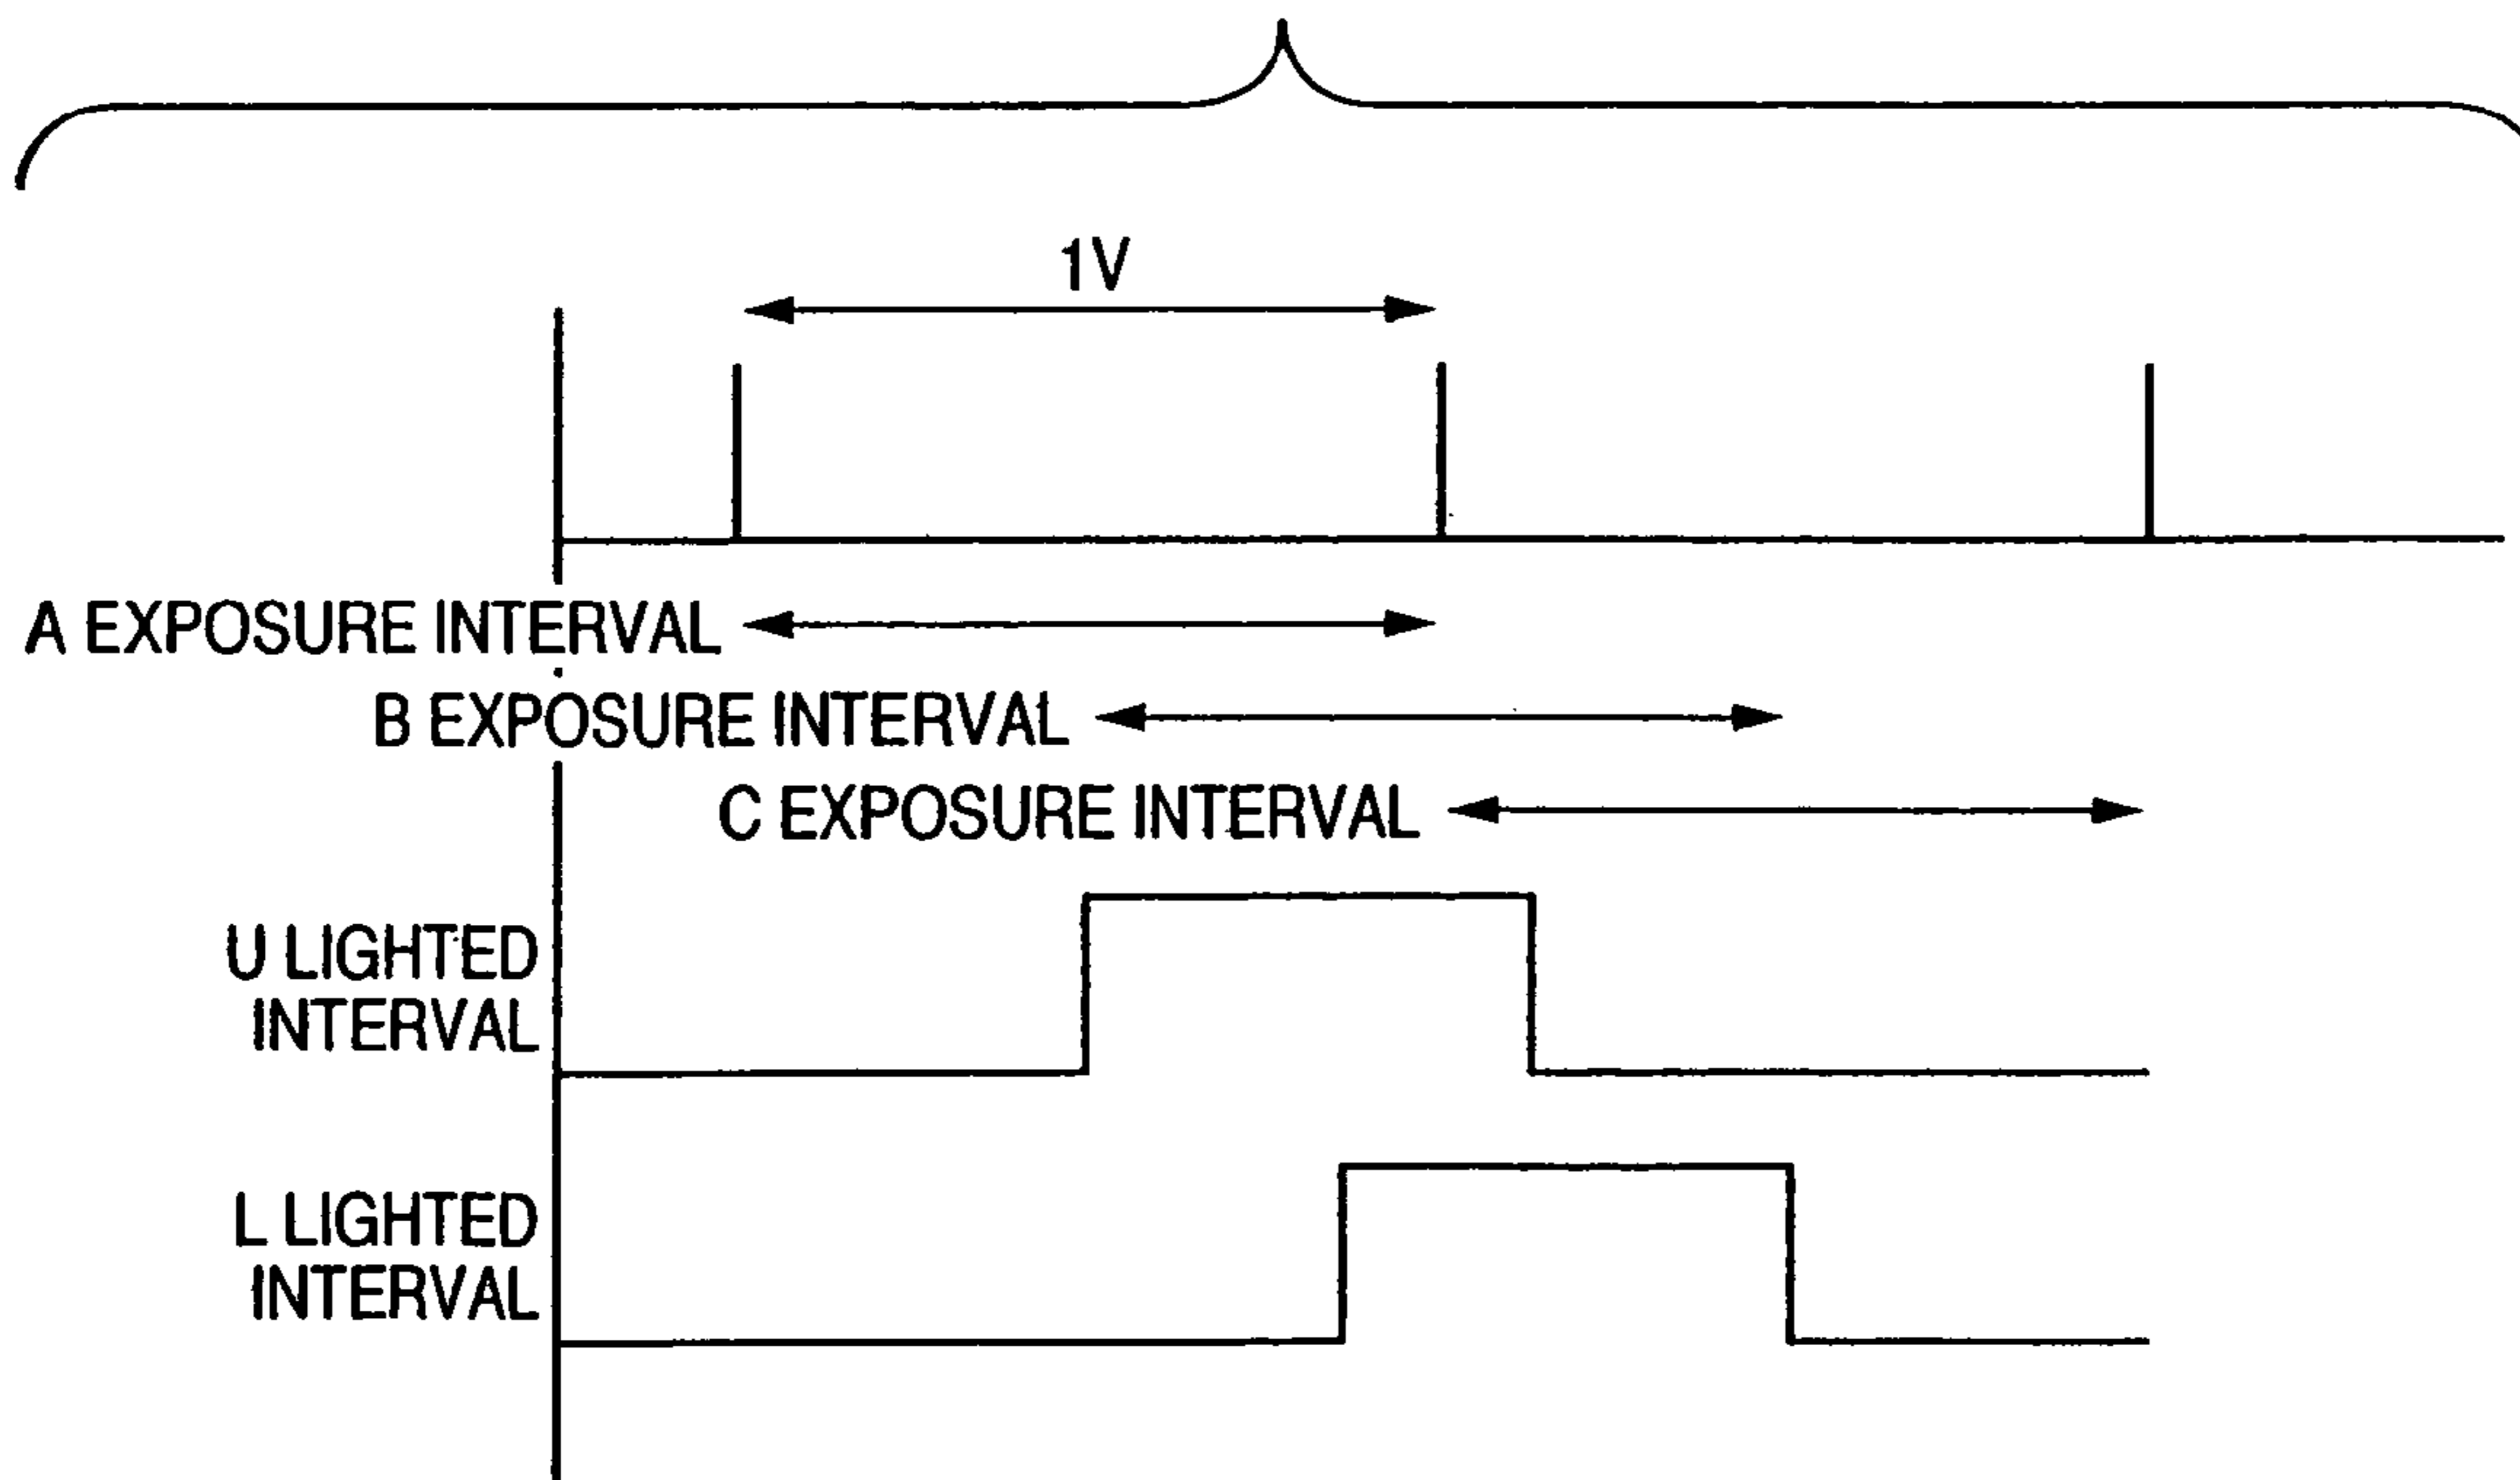 1V
A EXPOSURE INTERVAL
B EXPOSURE INTERVAL
C EXPOSURE INTERVAL
U LIGHTED
INTERVAL
L LIGHTED
INTERVAL